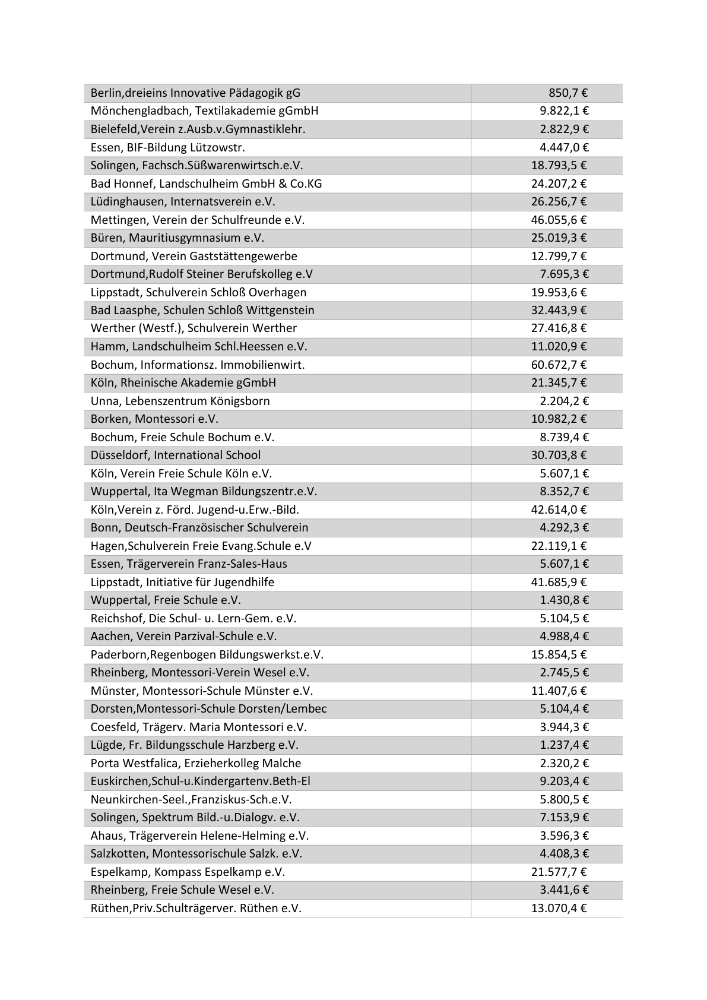 Berlin,dreieins Innovative Pädagogik gG 850,7 €
Mönchengladbach, Textilakademie gGmbH 9.822,1 €
Bielefeld,Verein z.Ausb.v.Gymnastiklehr. 2.822,9 €
Essen, BIF-Bildung Lützowstr. 4.447,0 €
Solingen, Fachsch.Süßwarenwirtsch.e.V. 18.793,5 €
Bad Honnef, Landschulheim GmbH & Co.KG 24.207,2 €
Lüdinghausen, Internatsverein e.V. 26.256,7 €
Mettingen, Verein der Schulfreunde e.V. 46.055,6 €
Büren, Mauritiusgymnasium e.V. 25.019,3 €
Dortmund, Verein Gaststättengewerbe 12.799,7 €
Dortmund,Rudolf Steiner Berufskolleg e.V 7.695,3 €
Lippstadt, Schulverein Schloß Overhagen 19.953,6 €
Bad Laasphe, Schulen Schloß Wittgenstein 32.443,9 €
Werther (Westf.), Schulverein Werther 27.416,8 €
Hamm, Landschulheim Schl.Heessen e.V. 11.020,9 €
Bochum, Informationsz. Immobilienwirt. 60.672,7 €
Köln, Rheinische Akademie gGmbH 21.345,7 €
Unna, Lebenszentrum Königsborn 2.204,2 €
Borken, Montessori e.V. 10.982,2 €
Bochum, Freie Schule Bochum e.V. 8.739,4 €
Düsseldorf, International School 30.703,8 €
Köln, Verein Freie Schule Köln e.V. 5.607,1 €
Wuppertal, Ita Wegman Bildungszentr.e.V. 8.352,7 €
Köln,Verein z. Förd. Jugend-u.Erw.-Bild. 42.614,0 €
Bonn, Deutsch-Französischer Schulverein 4.292,3 €
Hagen,Schulverein Freie Evang.Schule e.V 22.119,1 €
Essen, Trägerverein Franz-Sales-Haus 5.607,1 €
Lippstadt, Initiative für Jugendhilfe 41.685,9 €
Wuppertal, Freie Schule e.V. 1.430,8 €
Reichshof, Die Schul- u. Lern-Gem. e.V. 5.104,5 €
Aachen, Verein Parzival-Schule e.V. 4.988,4 €
Paderborn,Regenbogen Bildungswerkst.e.V. 15.854,5 €
Rheinberg, Montessori-Verein Wesel e.V. 2.745,5 €
Münster, Montessori-Schule Münster e.V. 11.407,6 €
Dorsten,Montessori-Schule Dorsten/Lembec 5.104,4 €
Coesfeld, Trägerv. Maria Montessori e.V. 3.944,3 €
Lügde, Fr. Bildungsschule Harzberg e.V. 1.237,4 €
Porta Westfalica, Erzieherkolleg Malche 2.320,2 €
Euskirchen,Schul-u.Kindergartenv.Beth-El 9.203,4 €
Neunkirchen-Seel.,Franziskus-Sch.e.V. 5.800,5 €
Solingen, Spektrum Bild.-u.Dialogv. e.V. 7.153,9 €
Ahaus, Trägerverein Helene-Helming e.V. 3.596,3 €
Salzkotten, Montessorischule Salzk. e.V. 4.408,3 €
Espelkamp, Kompass Espelkamp e.V. 21.577,7 €
Rheinberg, Freie Schule Wesel e.V. 3.441,6 €
Rüthen,Priv.Schulträgerver. Rüthen e.V. 13.070,4 €